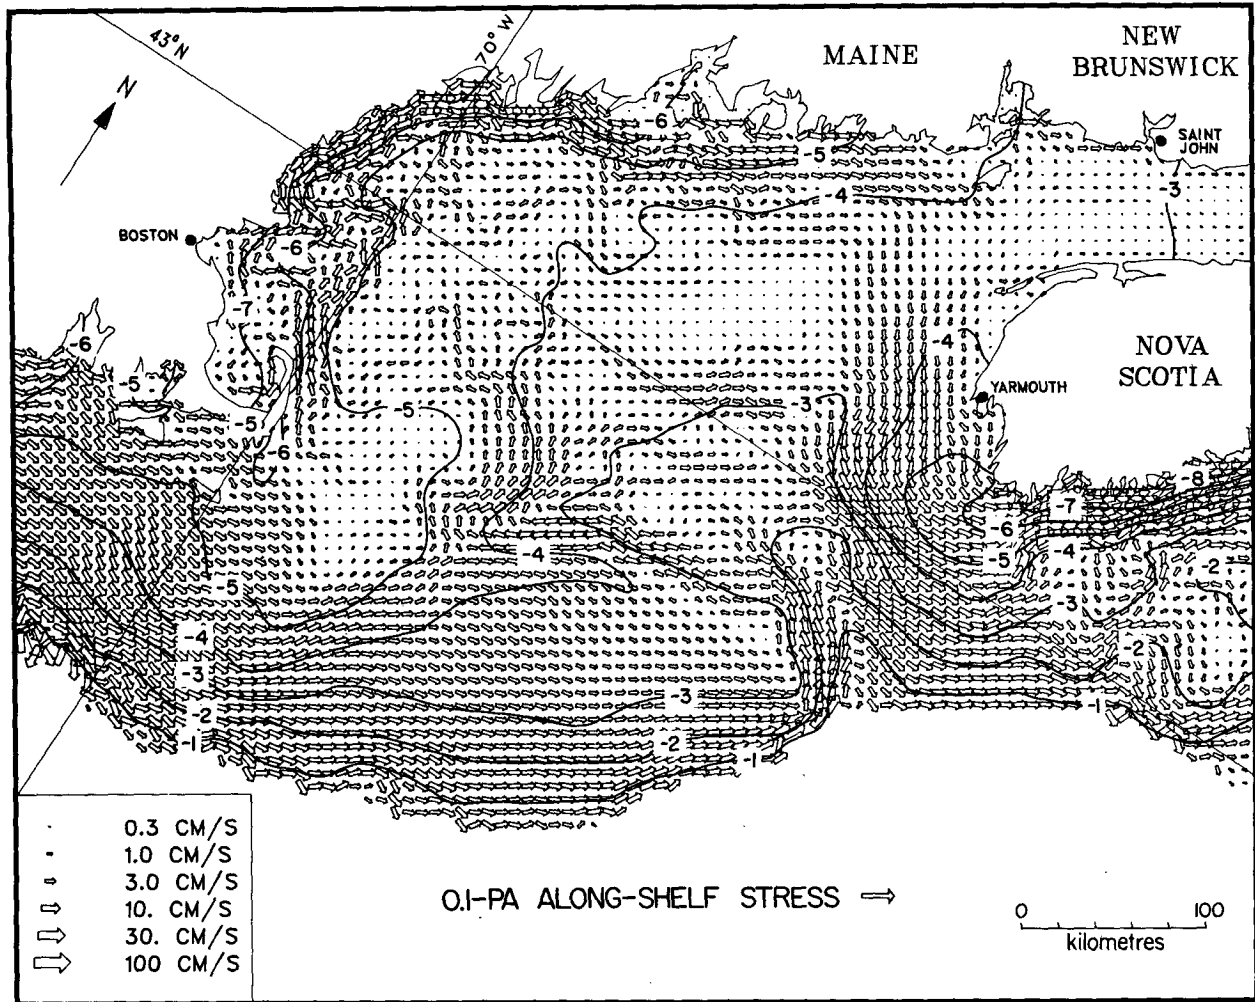 43°N
70° W
MAINE
NEW
BRUNSWICK
N
-6
-6
-5
SAINT
JOHN
-4
-3
BOSTON
-6
-7
-6
-4
NOVA
SCOTIA
-5
-5
-3
YARMOUTH
-5
-6
-8
-7
-6
-4
-4
-5
-2
-5
-3
-4
-2
-3
-3
-2
-1
-1
-2
-1
0.3 CM/S
1.0 CM/S
3.0 CM/S
10. CM/S
30. CM/S
100 CM/S
0.1-PA ALONG-SHELF STRESS
0 100
kilometres